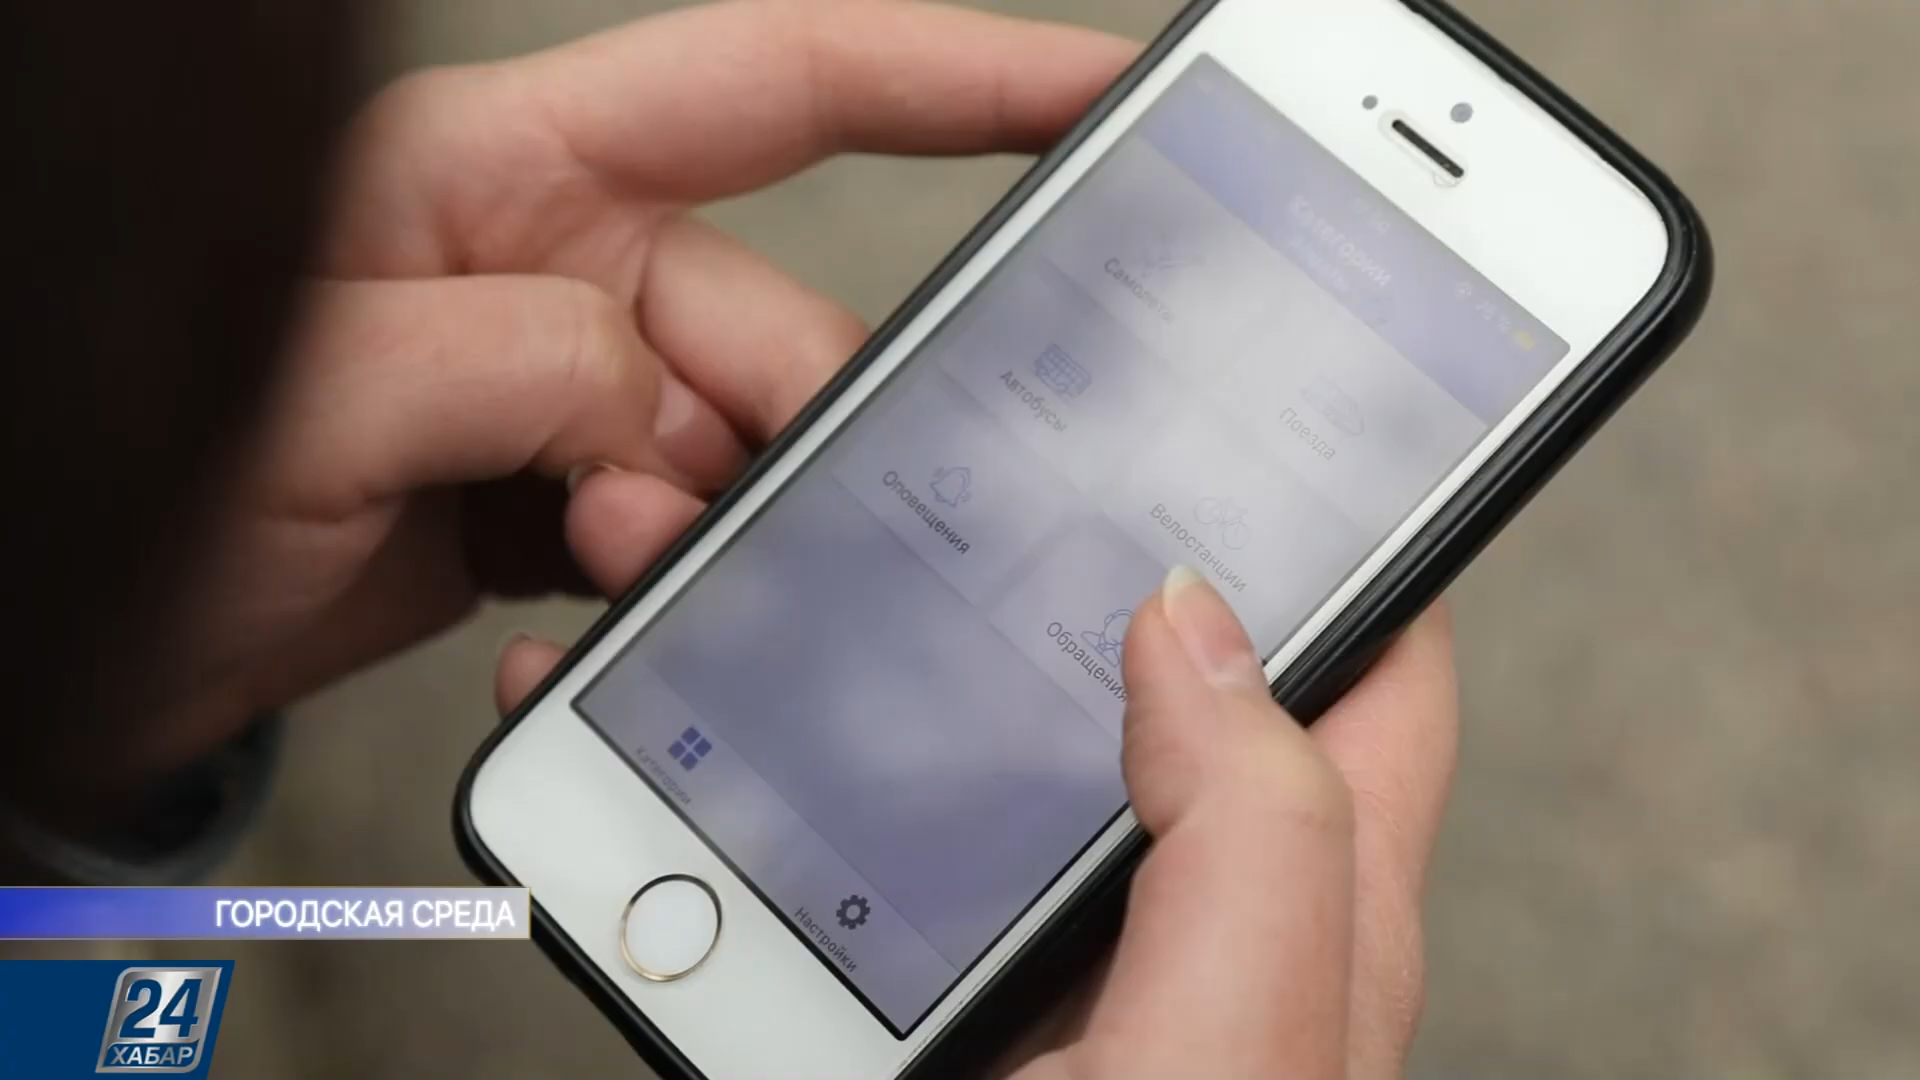 Категории
Самолеты
Поезда
Автобусы
Велостанции
Оповещения
Обращения
Категории
Настройки
ГОРОДСКАЯ СРЕДА
24
ХАБАР